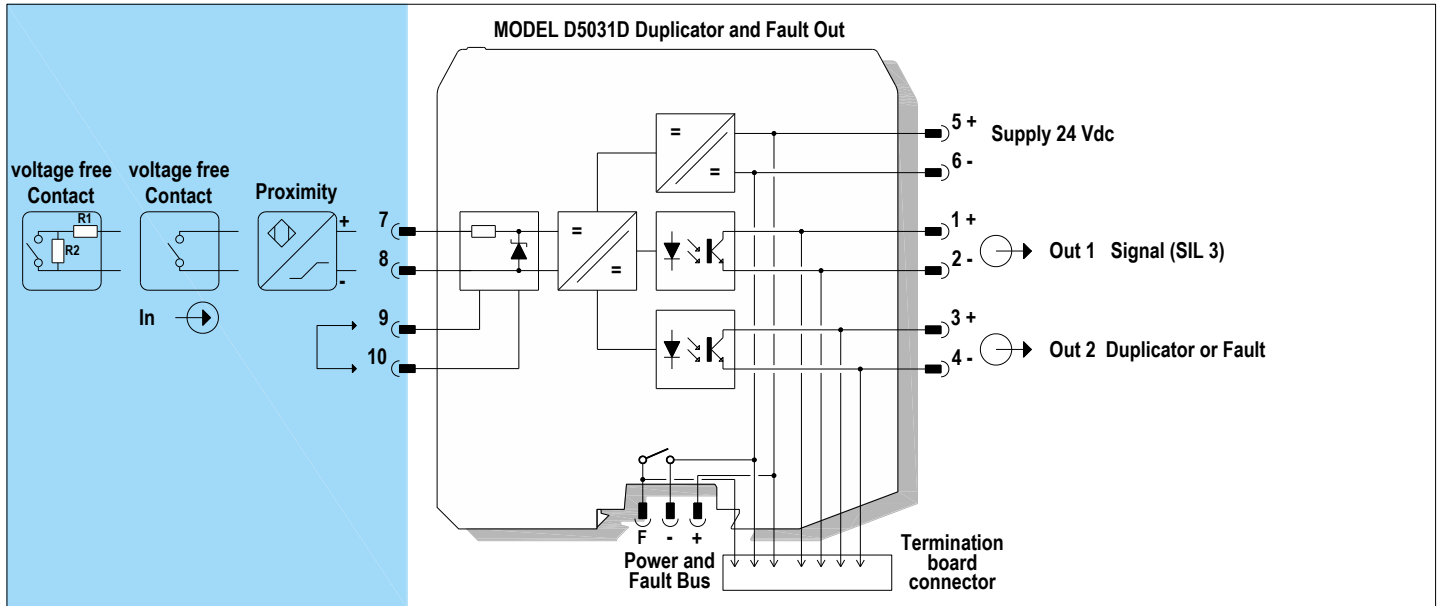 MODEL D5031D Duplicator and Fault Out
voltage free
Contact
R1
R2
voltage free
Contact
Proximity
+
-
In
7
8
9
10
=
=
=
=
5 +
Supply 24 Vdc
6 -
1 +
2 -
Out 1 Signal (SIL 3)
3 +
4 -
Out 2 Duplicator or Fault
F - +
Power and
Fault Bus
Termination
board
connector